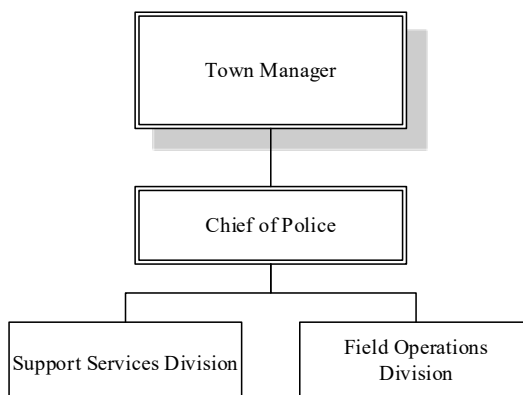 Town Manager
Chief of Police
Support Services Division
Field Operations
Division